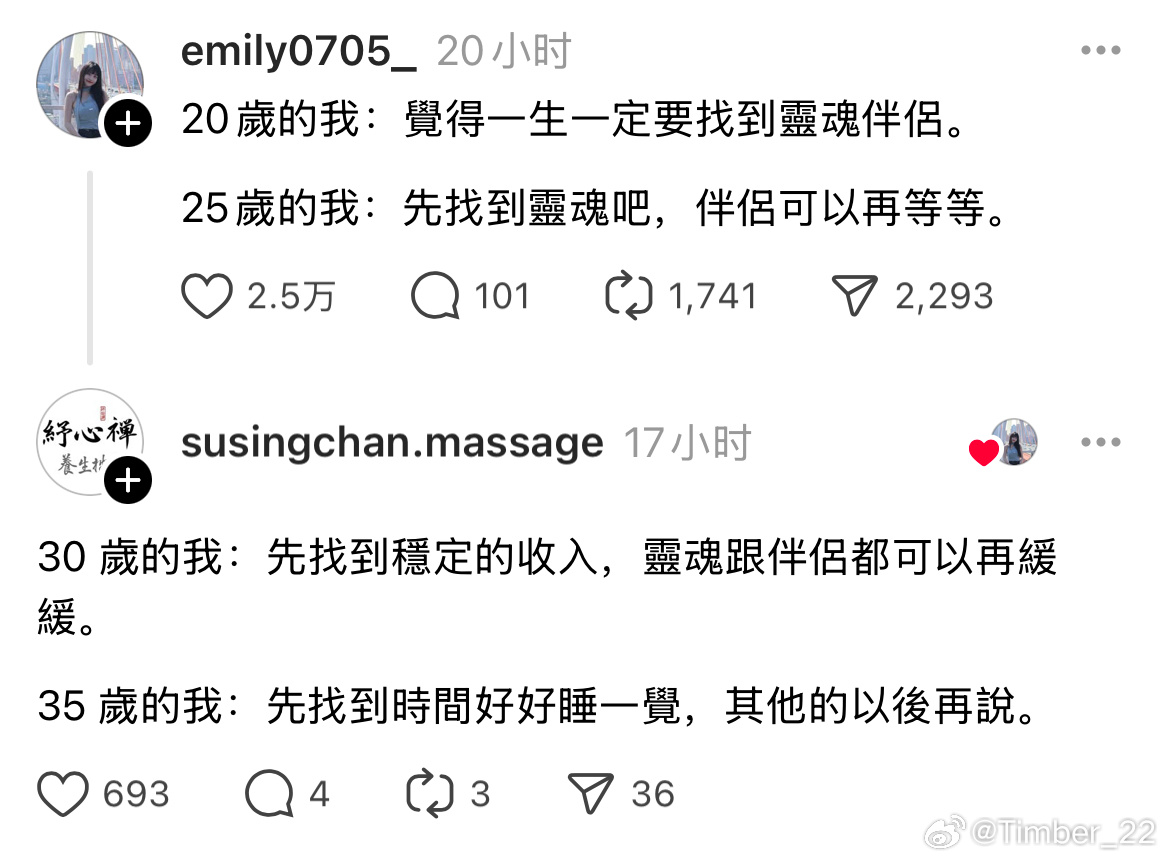 emily0705_ 20小时
20歲的我：覺得一生一定要找到靈魂伴侶。
25歲的我：先找到靈魂吧，伴侶可以再等等。
2.5万 101 1,741 2,293
紓心禪
養生
susingchan.massage 17小时
30 歲的我：先找到穩定的收入，靈魂跟伴侶都可以再緩
緩。
35 歲的我：先找到時間好好睡一覺，其他的以後再說。
693 4 3 36
@Timber_22